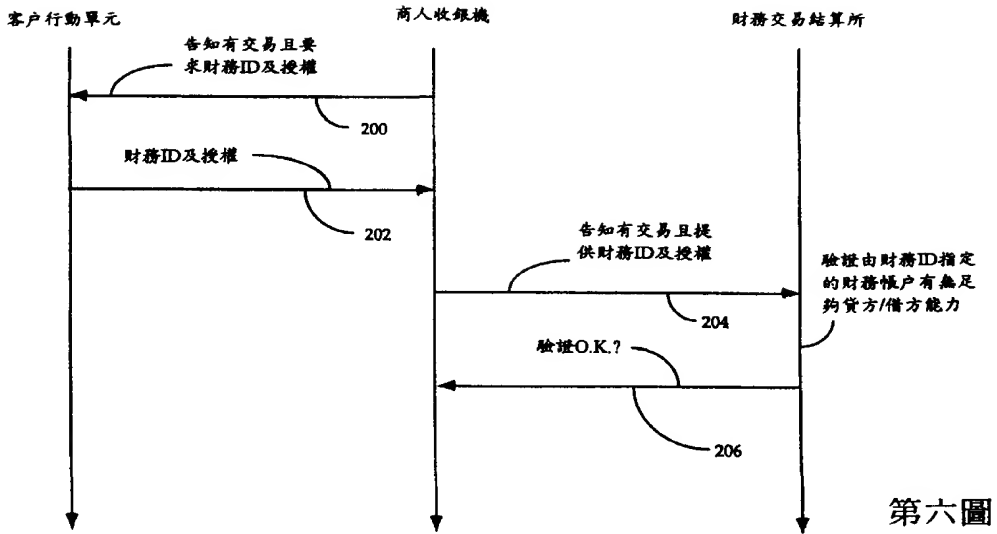 客户行動單元
商人收銀機
財務交易結算所
告知有交易且要
求財務ID及授權
200
財務ID及授權
202
告知有交易且提
供財務ID及授權
204
驗證由財務ID指定
的財務帳户有無足
夠貸方/借方能力
驗證O.K.?
206
第六圖